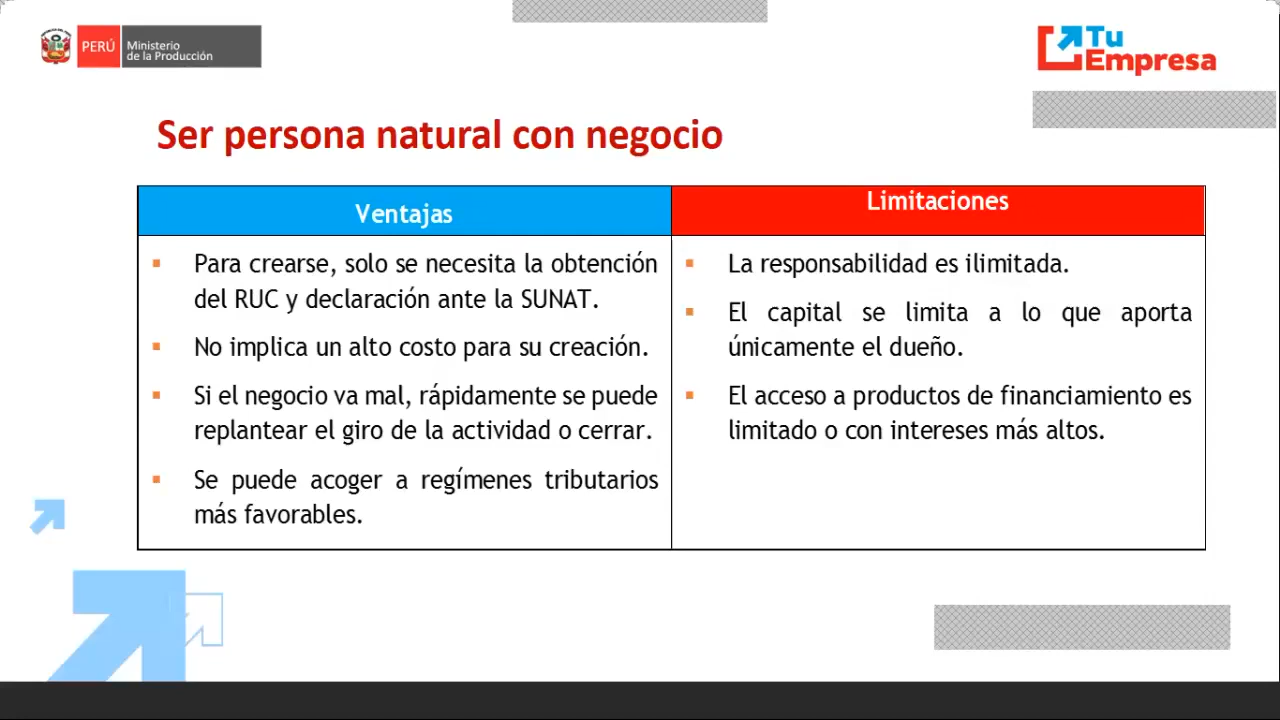 PERÚ
Ministerio
de la Producción
Tu
Empresa
Ser persona natural con negocio
Ventajas
Limitaciones
Para crearse, solo se necesita la obtención
del RUC y declaración ante la SUNAT.
No implica un alto costo para su creación.
Si el negocio va mal, rápidamente se puede
replantear el giro de la actividad o cerrar.
Se puede acoger a regímenes tributarios
más favorables.
La responsabilidad es ilimitada.
El capital se limita a lo que aporta
únicamente el dueño.
El acceso a productos de financiamiento es
limitado o con intereses más altos.